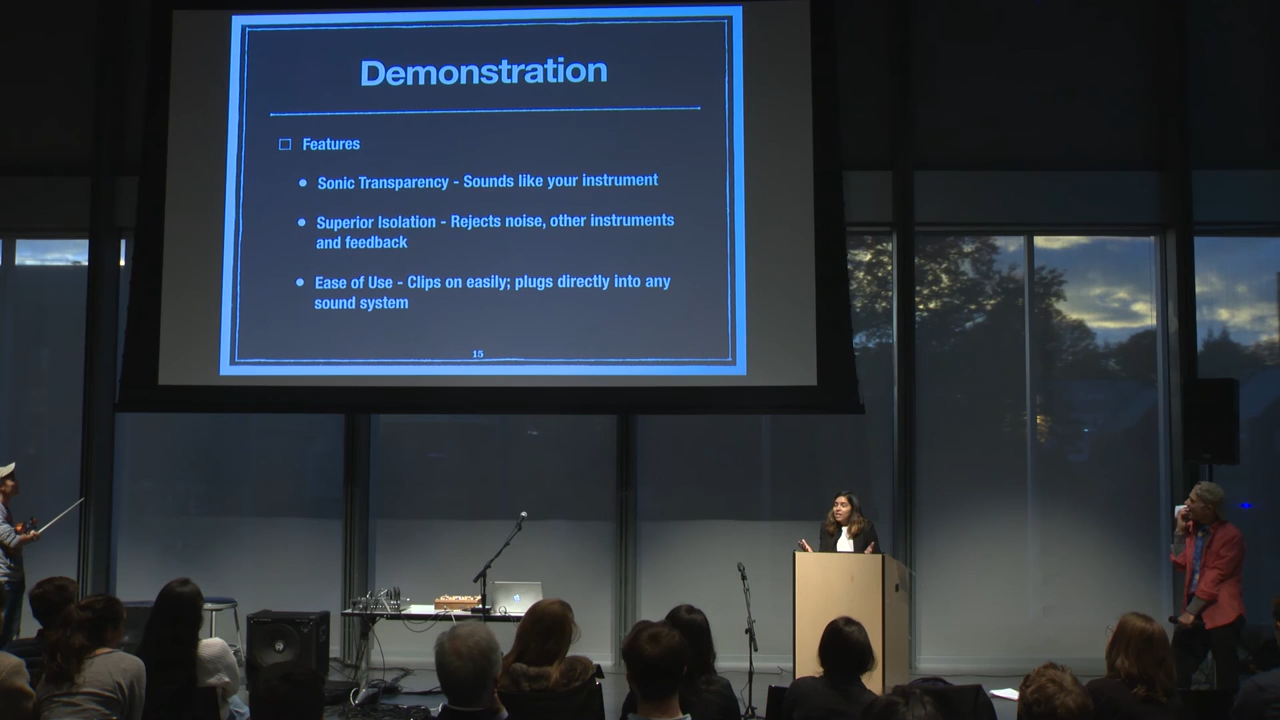 Demonstration
Features
Sonic Transparency - Sounds like your instrument
Superior Isolation - Rejects noise, other instruments
and feedback
Ease of Use - Clips on easily; plugs directly into any
sound system
15